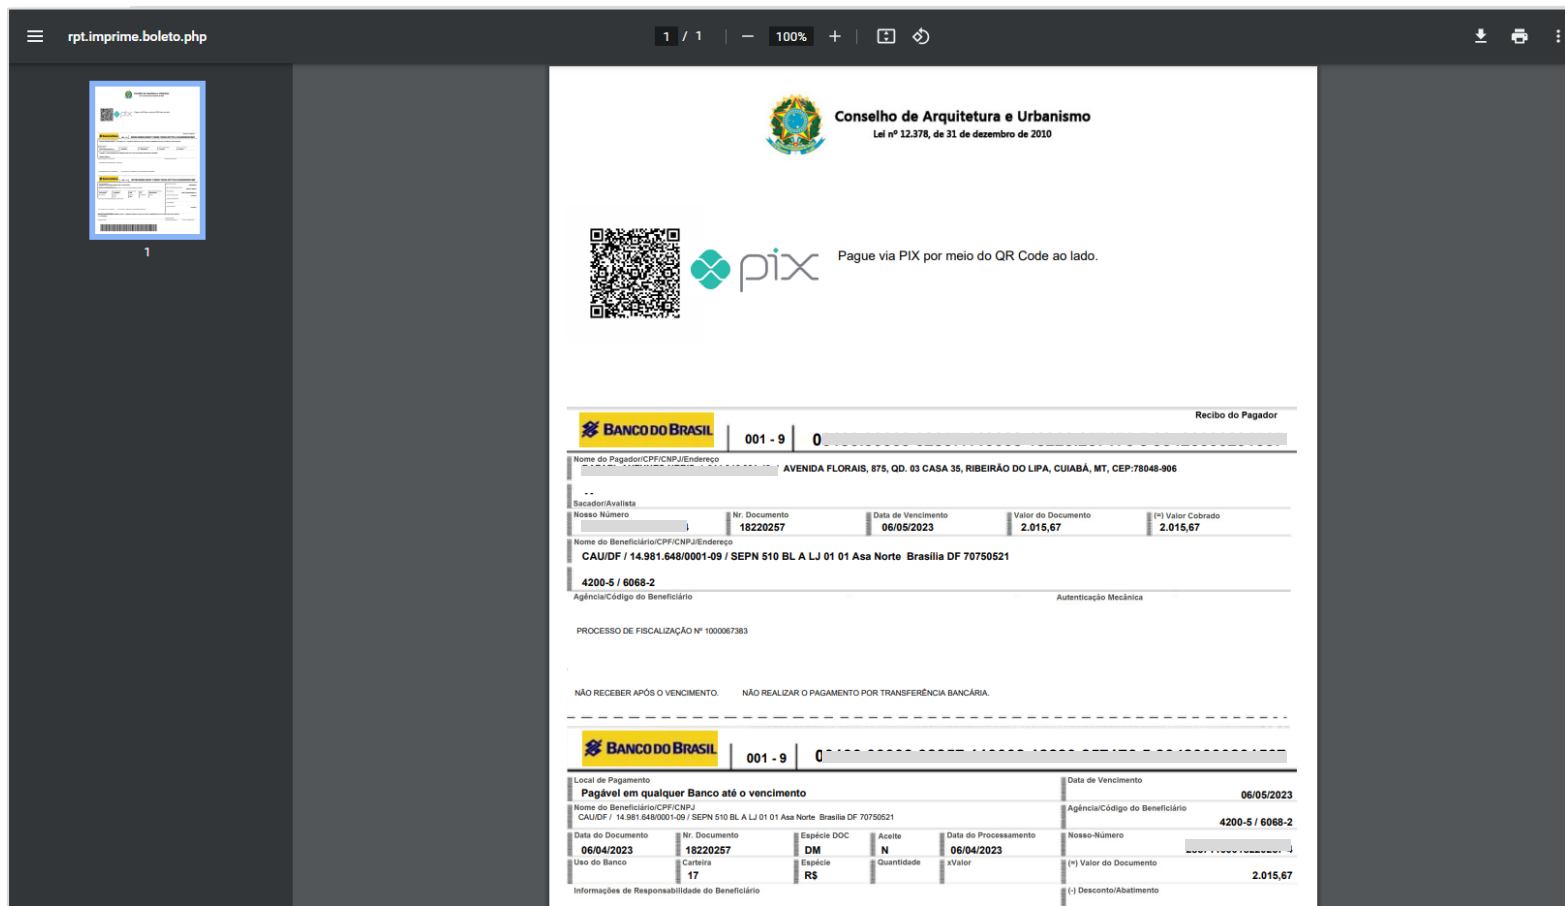 rpt.imprime.boleto.php
1 / 1
100%
1
Conselho de Arquitetura e Urbanismo
Lei nº 12.378, de 31 de dezembro de 2010
pix
Pague via PIX por meio do QR Code ao lado.
Recibo do Pagador
BANCO DO BRASIL 001 - 9 0
Nome do Pagador/CPF/CNPJ/Endereço
/ AVENIDA FLORAIS, 875, QD. 03 CASA 35, RIBEIRÃO DO LIPA, CUIABÁ, MT, CEP:78048-906
- -
Sacador/Avalista
Nosso Número Nr. Documento Data de Vencimento Valor do Documento (=) Valor Cobrado
18220257 06/05/2023 2.015,67 2.015,67
Nome do Beneficiário/CPF/CNPJ/Endereço
CAU/DF / 14.981.648/0001-09 / SEPN 510 BL A LJ 01 01 Asa Norte Brasília DF 70750521
4200-5 / 6068-2
Agência/Código do Beneficiário Autenticação Mecânica
PROCESSO DE FISCALIZAÇÃO Nº 1000067383
NÃO RECEBER APÓS O VENCIMENTO. NÃO REALIZAR O PAGAMENTO POR TRANSFERÊNCIA BANCÁRIA.
BANCO DO BRASIL 001 - 9 0
Local de Pagamento Data de Vencimento
Pagável em qualquer Banco até o vencimento 06/05/2023
Nome do Beneficiário/CPF/CNPJ Agência/Código do Beneficiário
CAU/DF / 14.981.648/0001-09 / SEPN 510 BL A LJ 01 01 Asa Norte Brasília DF 70750521 4200-5 / 6068-2
Data do Documento Nr. Documento Espécie DOC Aceite Data do Processamento Nosso-Número
06/04/2023 18220257 DM N 06/04/2023
Uso do Banco Carteira Espécie Quantidade xValor (=) Valor do Documento
17 R$ 2.015,67
Informações de Responsabilidade do Beneficiário (-) Desconto/Abatimento